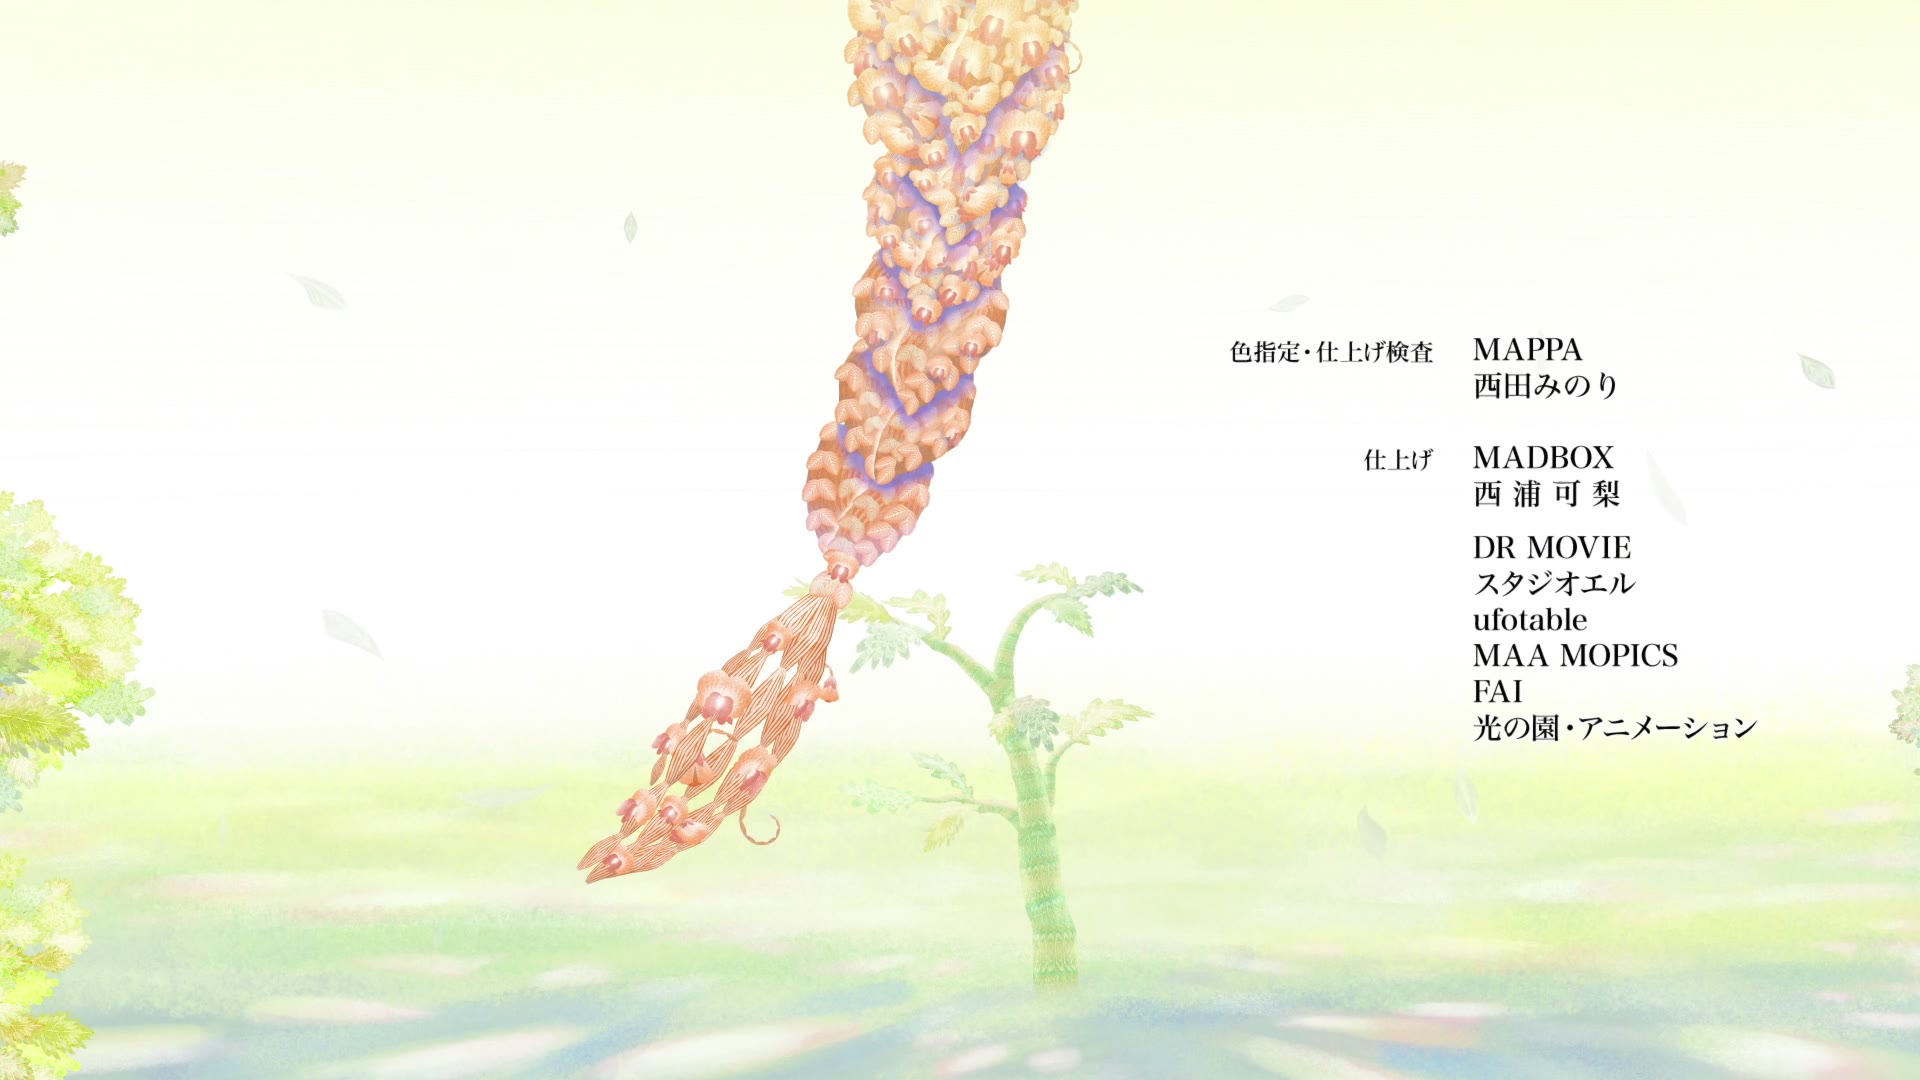 色指定・仕上げ検査 MAPPA
西田みのり
仕上げ MADBOX
西浦可梨
DR MOVIE
スタジオエル
ufotable
MAA MOPICS
FAI
光の園・アニメーション